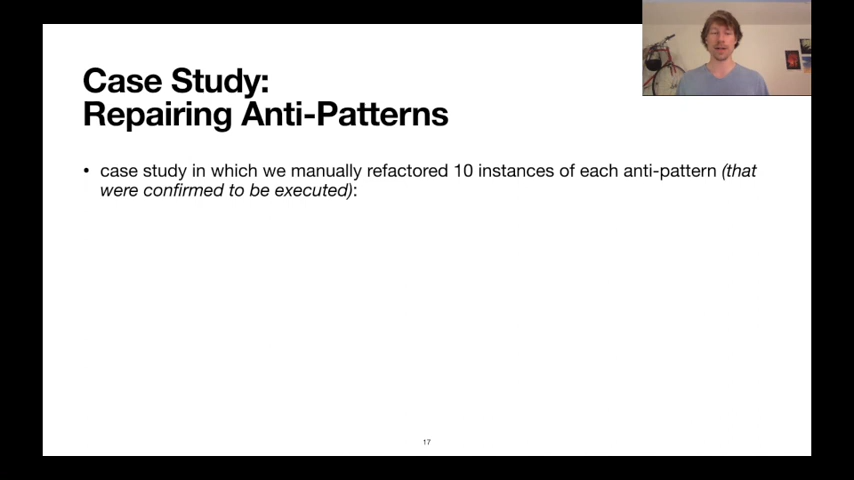 Case Study:
Repairing Anti-Patterns
• case study in which we manually refactored 10 instances of each anti-pattern (that
were confirmed to be executed):
17